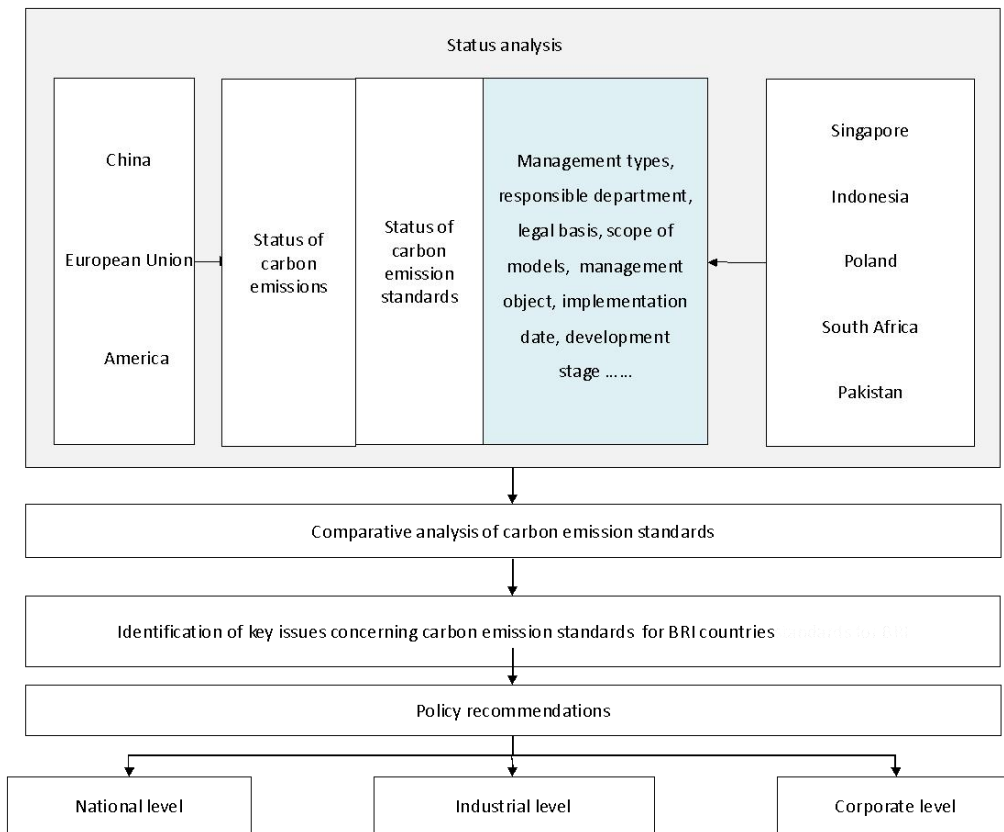 Status analysis
China
European Union
America
Status of
carbon
emissions
Status of
carbon
emission
standards
Management types,
responsible department,
legal basis, scope of
models, management
object, implementation
date, development
stage ......
Singapore
Indonesia
Poland
South Africa
Pakistan
Comparative analysis of carbon emission standards
Identification of key issues concerning carbon emission standards for BRI countries
Policy recommendations
National level
Industrial level
Corporate level